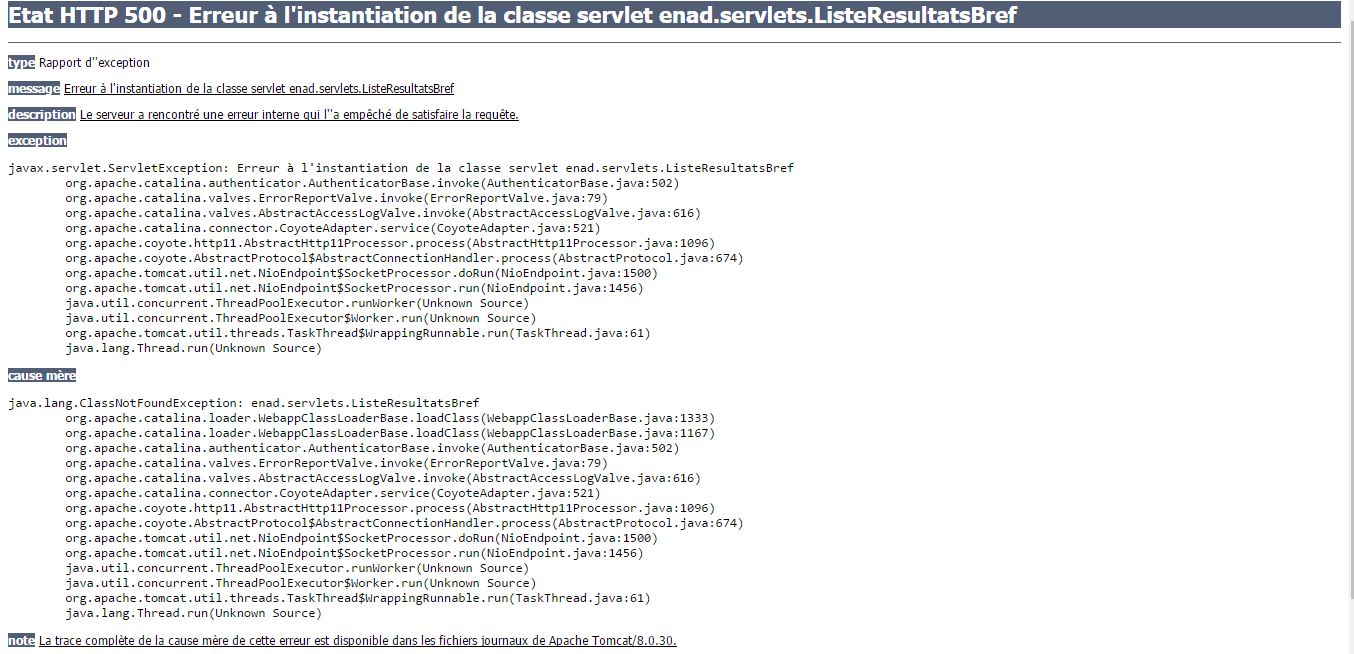 Etat HTTP 500 - Erreur à l'instantiation de la classe servlet enad.servlets.ListeResultatsBref
type Rapport d''exception
message Erreur à l'instantiation de la classe servlet enad.servlets.ListeResultatsBref
description Le serveur a rencontré une erreur interne qui l''a empêché de satisfaire la requête.
exception
javax.servlet.ServletException: Erreur à l'instantiation de la classe servlet enad.servlets.ListeResultatsBref
org.apache.catalina.authenticator.AuthenticatorBase.invoke(AuthenticatorBase.java:502)
org.apache.catalina.valves.ErrorReportValve.invoke(ErrorReportValve.java:79)
org.apache.catalina.valves.AbstractAccessLogValve.invoke(AbstractAccessLogValve.java:616)
org.apache.catalina.connector.CoyoteAdapter.service(CoyoteAdapter.java:521)
org.apache.coyote.http11.AbstractHttp11Processor.process(AbstractHttp11Processor.java:1096)
org.apache.coyote.AbstractProtocol$AbstractConnectionHandler.process(AbstractProtocol.java:674)
org.apache.tomcat.util.net.NioEndpoint$SocketProcessor.doRun(NioEndpoint.java:1500)
org.apache.tomcat.util.net.NioEndpoint$SocketProcessor.run(NioEndpoint.java:1456)
java.util.concurrent.ThreadPoolExecutor.runWorker(Unknown Source)
java.util.concurrent.ThreadPoolExecutor$Worker.run(Unknown Source)
org.apache.tomcat.util.threads.TaskThread$WrappingRunnable.run(TaskThread.java:61)
java.lang.Thread.run(Unknown Source)
cause mère
java.lang.ClassNotFoundException: enad.servlets.ListeResultatsBref
org.apache.catalina.loader.WebappClassLoaderBase.loadClass(WebappClassLoaderBase.java:1333)
org.apache.catalina.loader.WebappClassLoaderBase.loadClass(WebappClassLoaderBase.java:1167)
org.apache.catalina.authenticator.AuthenticatorBase.invoke(AuthenticatorBase.java:502)
org.apache.catalina.valves.ErrorReportValve.invoke(ErrorReportValve.java:79)
org.apache.catalina.valves.AbstractAccessLogValve.invoke(AbstractAccessLogValve.java:616)
org.apache.catalina.connector.CoyoteAdapter.service(CoyoteAdapter.java:521)
org.apache.coyote.http11.AbstractHttp11Processor.process(AbstractHttp11Processor.java:1096)
org.apache.coyote.AbstractProtocol$AbstractConnectionHandler.process(AbstractProtocol.java:674)
org.apache.tomcat.util.net.NioEndpoint$SocketProcessor.doRun(NioEndpoint.java:1500)
org.apache.tomcat.util.net.NioEndpoint$SocketProcessor.run(NioEndpoint.java:1456)
java.util.concurrent.ThreadPoolExecutor.runWorker(Unknown Source)
java.util.concurrent.ThreadPoolExecutor$Worker.run(Unknown Source)
org.apache.tomcat.util.threads.TaskThread$WrappingRunnable.run(TaskThread.java:61)
java.lang.Thread.run(Unknown Source)
note La trace complète de la cause mère de cette erreur est disponible dans les fichiers journaux de Apache Tomcat/8.0.30.